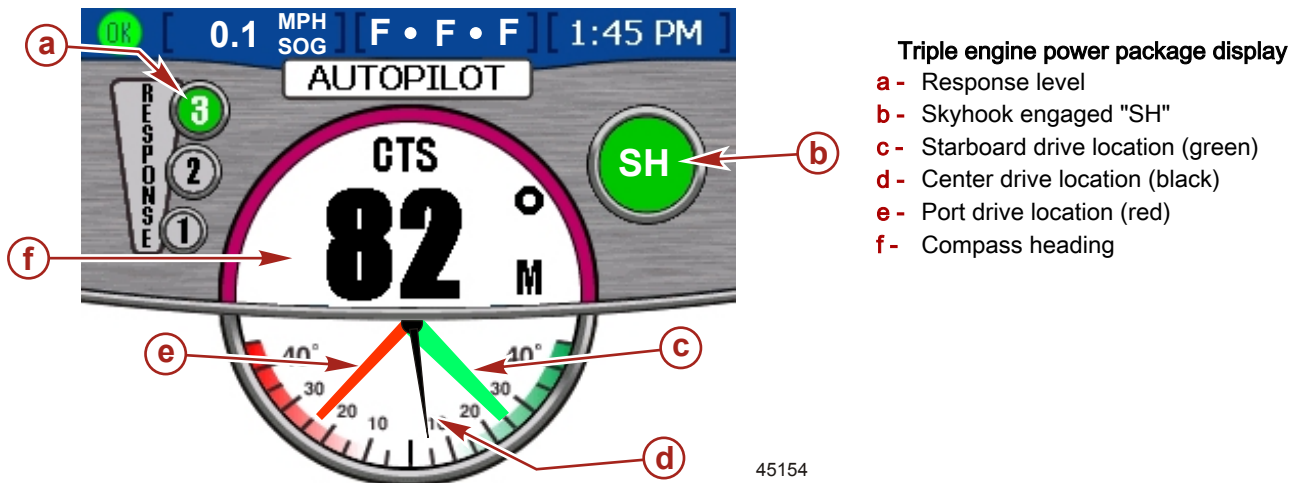 OK [ 0.1 MPH SOG ] [ F • F • F ] [ 1:45 PM ]
AUTOPILOT
RESPONSE
3
2
1
CTS
82° M
SH
40° 30 20 10 10 20 30 40°
a
b
c
d
e
f
45154
Triple engine power package display
a - Response level
b - Skyhook engaged "SH"
c - Starboard drive location (green)
d - Center drive location (black)
e - Port drive location (red)
f - Compass heading